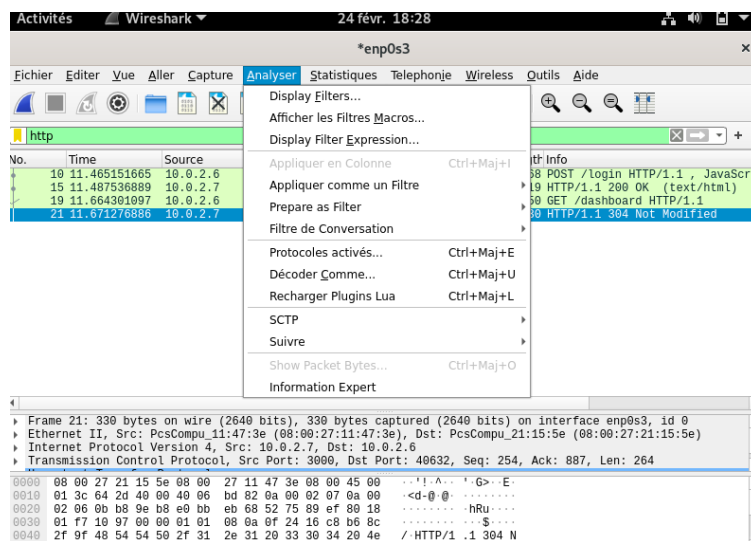 Activités Wireshark 24 févr. 18:28
*enp0s3
Fichier Editer Vue Aller Capture Analyser Statistiques Telephonie Wireless Outils Aide
http
No. Time Source Info
10 11.465151665 10.0.2.6 68 POST /login HTTP/1.1 , JavaScr
15 11.487536889 10.0.2.7 19 HTTP/1.1 200 OK (text/html)
19 11.664301097 10.0.2.6 60 GET /dashboard HTTP/1.1
21 11.671276886 10.0.2.7 30 HTTP/1.1 304 Not Modified
Display Filters...
Afficher les Filtres Macros...
Display Filter Expression...
Appliquer en Colonne Ctrl+Maj+I
Appliquer comme un Filtre
Prepare as Filter
Filtre de Conversation
Protocoles activés... Ctrl+Maj+E
Décoder Comme... Ctrl+Maj+U
Recharger Plugins Lua Ctrl+Maj+L
SCTP
Suivre
Show Packet Bytes... Ctrl+Maj+O
Information Expert
Frame 21: 330 bytes on wire (2640 bits), 330 bytes captured (2640 bits) on interface enp0s3, id 0
Ethernet II, Src: PcsCompu_11:47:3e (08:00:27:11:47:3e), Dst: PcsCompu_21:15:5e (08:00:27:21:15:5e)
Internet Protocol Version 4, Src: 10.0.2.7, Dst: 10.0.2.6
Transmission Control Protocol, Src Port: 3000, Dst Port: 40632, Seq: 254, Ack: 887, Len: 264
0000 08 00 27 21 15 5e 08 00 27 11 47 3e 08 00 45 00 ··'!·^·· '·G>··E·
0010 01 3c 64 2d 40 00 40 06 bd 82 0a 00 02 07 0a 00 ·<d-@·@· ········
0020 02 06 0b b8 9e b8 e0 bb eb 68 52 75 89 ef 80 18 ········ ·hRu····
0030 01 f7 10 97 00 00 01 01 08 0a 0f 24 16 c8 b6 8c ········ ···$····
0040 2f 9f 48 54 54 50 2f 31 2e 31 20 33 30 34 20 4e /·HTTP/1 .1 304 N